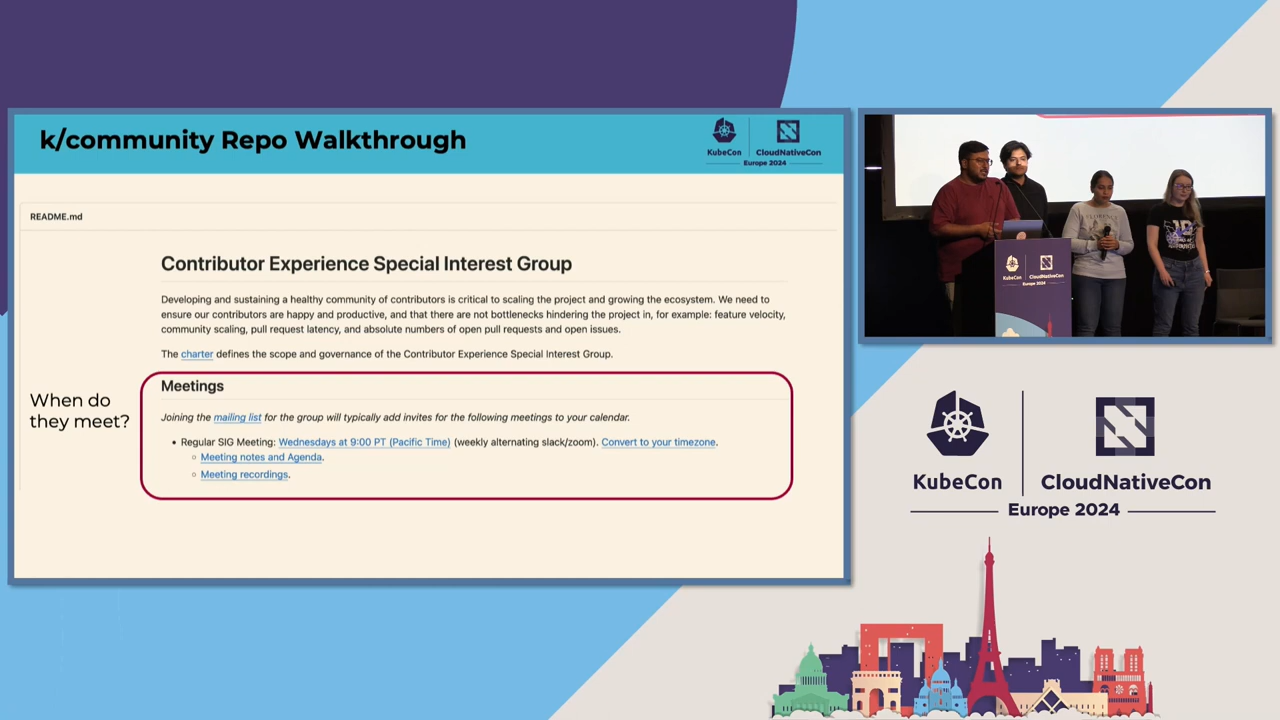 k/community Repo Walkthrough
KubeCon
CloudNativeCon
Europe 2024
README.md
Contributor Experience Special Interest Group
Developing and sustaining a healthy community of contributors is critical to scaling the project and growing the ecosystem. We need to
ensure our contributors are happy and productive, and that there are not bottlenecks hindering the project in, for example: feature velocity,
community scaling, pull request latency, and absolute numbers of open pull requests and open issues.
The charter defines the scope and governance of the Contributor Experience Special Interest Group.
When do
they meet?
Meetings
Joining the mailing list for the group will typically add invites for the following meetings to your calendar.
• Regular SIG Meeting: Wednesdays at 9:00 PT (Pacific Time) (weekly alternating slack/zoom). Convert to your timezone.
◦ Meeting notes and Agenda.
◦ Meeting recordings.
KubeCon
CloudNativeCon
Europe 2024
KubeCon
CloudNativeCon
Europe 2024